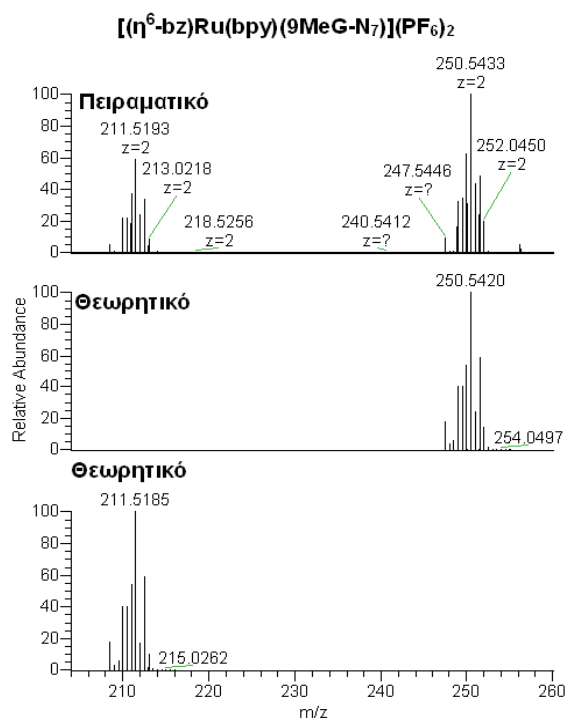 [(η⁶-bz)Ru(bpy)(9MeG-N₇)](PF₆)₂
Πειραματικό
250.5433
z=2
211.5193
z=2
213.0218
z=2
247.5446
z=?
252.0450
z=2
218.5256
z=2
240.5412
z=?
100
80
60
40
20
0
Θεωρητικό
250.5420
254.0497
100
80
60
40
20
0
Relative Abundance
Θεωρητικό
211.5185
215.0262
100
80
60
40
20
0
210 220 230 240 250 260
m/z